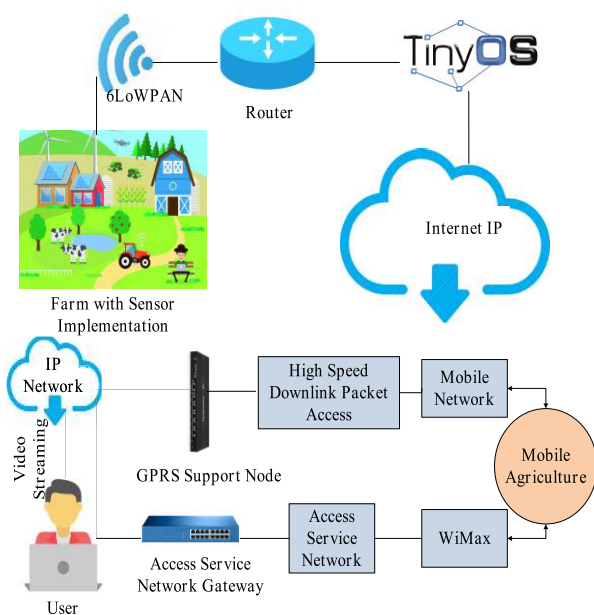 6LoWPAN
Router
TinyOS
Internet IP
Farm with Sensor
Implementation
IP
Network
Video
Streaming
User
GPRS Support Node
High Speed
Downlink Packet
Access
Mobile
Network
Mobile
Agriculture
Access Service
Network Gateway
Access
Service
Network
WiMax